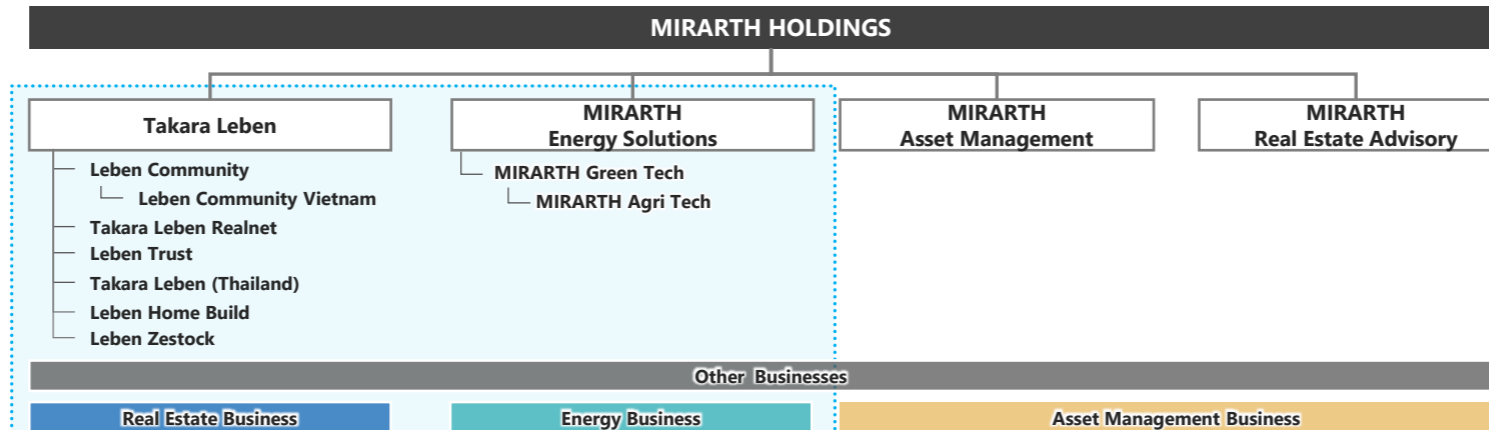 MIRARTH HOLDINGS
Takara Leben
MIRARTH
Energy Solutions
MIRARTH
Asset Management
MIRARTH
Real Estate Advisory
Leben Community
Leben Community Vietnam
Takara Leben Realnet
Leben Trust
Takara Leben (Thailand)
Leben Home Build
Leben Zestock
MIRARTH Green Tech
MIRARTH Agri Tech
Other Businesses
Real Estate Business
Energy Business
Asset Management Business